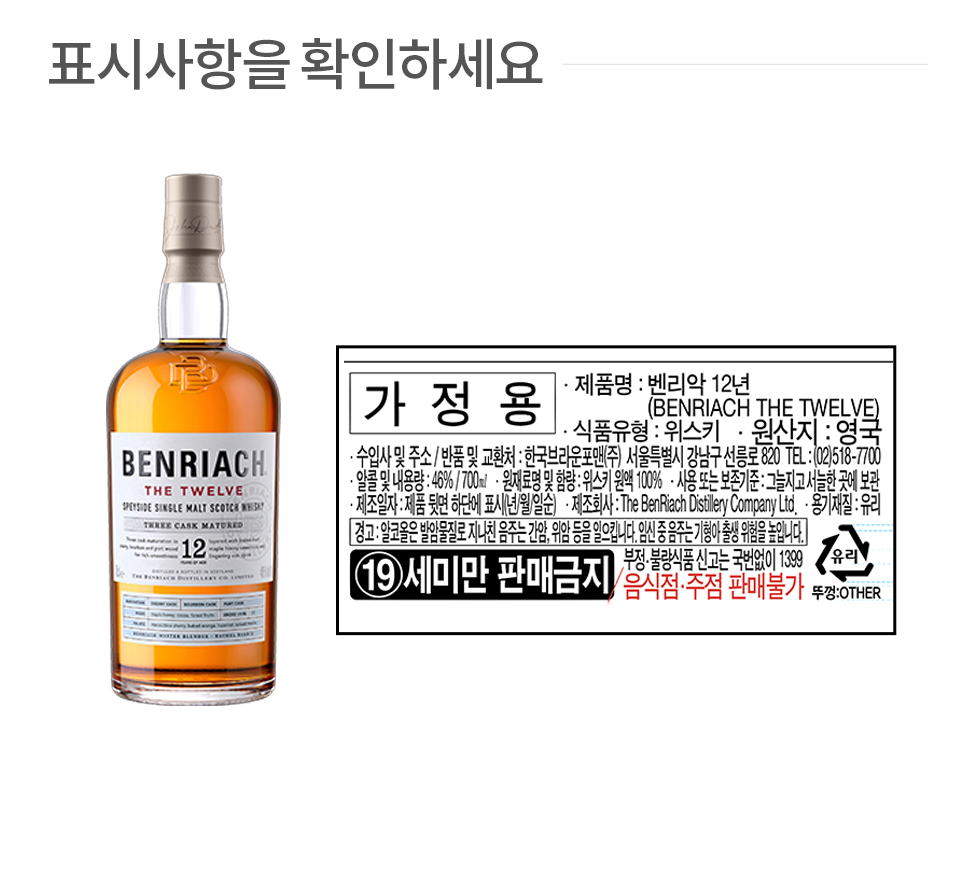 표시사항을 확인하세요
BENRIACH
THE TWELVE
SPEYSIDE SINGLE MALT SCOTCH WHISKY
THREE CASK MATURED
12
YEARS OF AGE
THE BENRIACH DISTILLERY CO. LIMITED
가정용
· 제품명 : 벤리악 12년
(BENRIACH THE TWELVE)
· 식품유형 : 위스키 · 원산지 : 영국
· 수입사 및 주소 / 반품 및 교환처 : 한국브라운포맨(주) 서울특별시 강남구 선릉로 820 TEL : (02)518-7700
· 알콜 및 내용량 : 46% / 700㎖ · 원재료명 및 함량 : 위스키 원액 100% · 사용 또는 보존기준 : 그늘지고 서늘한 곳에 보관
· 제조일자 : 제품 뒷면 하단에 표시(년/월/일순) · 제조회사 : The BenRiach Distillery Company Ltd. · 용기재질 : 유리
경고 : 알코올은 발암물질로 지나친 음주는 간암, 위암 등을 일으킵니다. 임신 중 음주는 기형아 출생 위험을 높입니다.
부정·불량식품 신고는 국번없이 1399
19세미만 판매금지
음식점·주점 판매불가
유리
뚜껑:OTHER